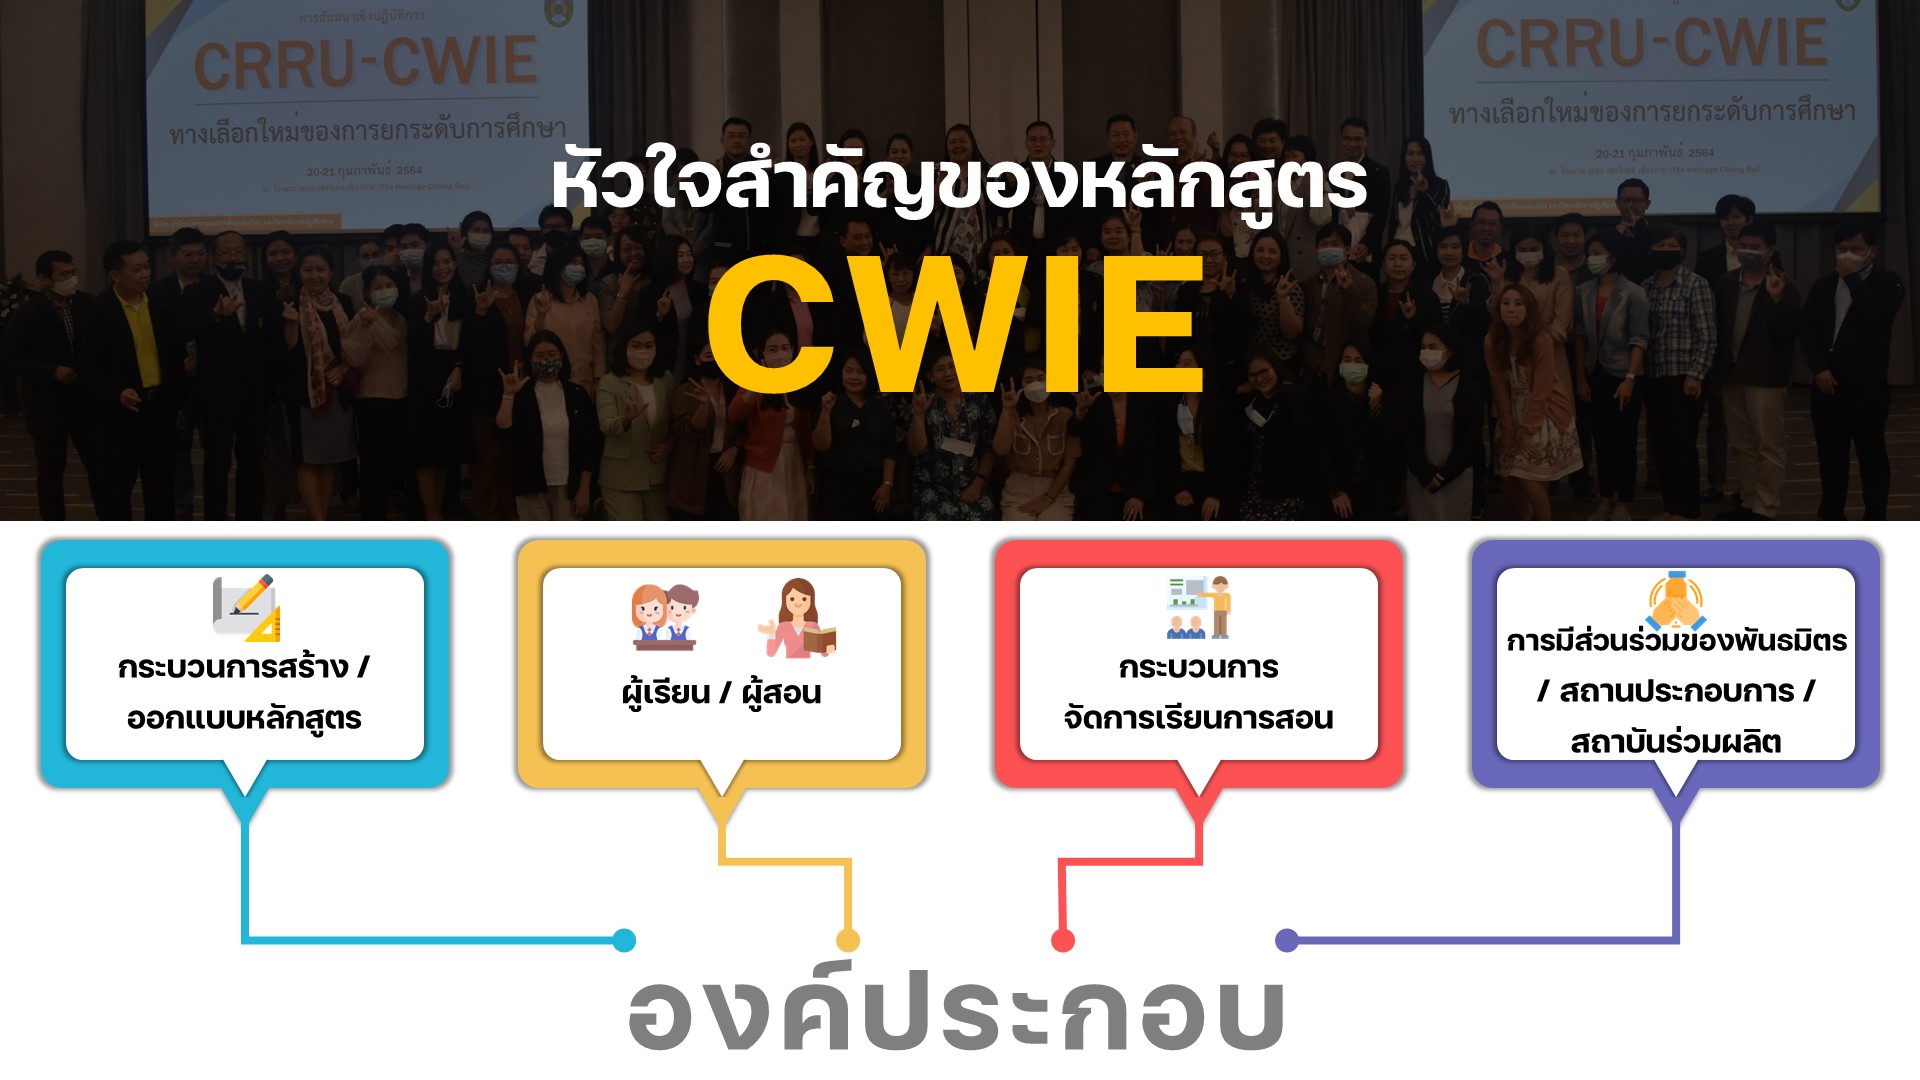 การสัมมนาเชิงปฏิบัติการ
CRRU-CWIE
ทางเลือกใหม่ของการยกระดับการศึกษา
20-21 กุมภาพันธ์ 2564
CRRU-CWIE
ทางเลือกใหม่ของการยกระดับการศึกษา
20-21 กุมภาพันธ์ 2564
หัวใจสำคัญของหลักสูตร
CWIE
กระบวนการสร้าง /
ออกแบบหลักสูตร
ผู้เรียน / ผู้สอน
กระบวนการ
จัดการเรียนการสอน
การมีส่วนร่วมของพันธมิตร
/ สถานประกอบการ /
สถาบันร่วมผลิต
องค์ประกอบ